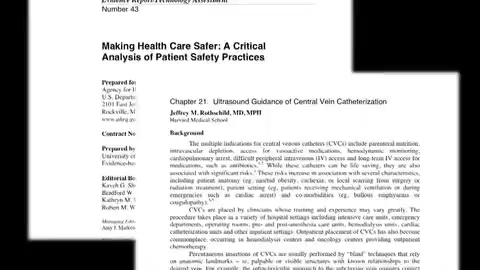 Evidence Report/Technology Assessment
Number 43
Making Health Care Safer: A Critical
Analysis of Patient Safety Practices
Prepared for
Agency for H
U.S. Depart
2101 East Je
Rockville, M
www.ahrq.go
Contract No
Prepared by
University o
Evidence-
Editorial Bo
Kaveh G. Sh
Bradford W
Kathryn M.
Robert M. W
Managing Edito
Amy J. Markow
Chapter 21. Ultrasound Guidance of Central Vein Catheterization
Jeffrey M. Rothschild, MD, MPH
Harvard Medical School
Background
The multiple indications for central venous catheters (CVCs) include parenteral nutrition,
intravascular depletion, access for vasoactive medications, hemodynamic monitoring,
cardiopulmonary arrest, difficult peripheral intravenous (IV) access and long-term IV access for
medications, such as antibiotics. While these catheters can be life saving, they are also
associated with significant risks. These risks increase in association with several characteristics,
including patient anatomy (eg, morbid obesity, cachexia, or local scarring from surgery or
radiation treatment), patient setting (eg, patients receiving mechanical ventilation or during
emergencies such as cardiac arrest) and co-morbidities (eg, bullous emphysema or
coagulopathy).
CVCs are placed by clinicians whose training and experience may vary greatly. The
procedure takes place in a variety of hospital settings including intensive care units, emergency
departments, operating rooms, pre- and post-anesthesia care units, hemodialysis units, cardiac
catheterization units and other inpatient settings. Outpatient placement of CVCs has also become
commonplace, occurring in hemodialysis centers and oncology centers providing outpatient
chemotherapy.
Percutaneous insertions of CVCs are usually performed by "blind" techniques that rely
on anatomic landmarks – ie, palpable or visible structures with known relationships to the
desired vein. For example, the infraclavicular approach to the subclavian vein requires correct